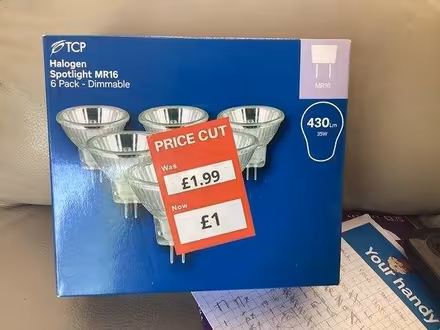 TCP
Halogen
Spotlight MR16
6 Pack - Dimmable
MR16
430Lm
35W
PRICE CUT
Was
£1.99
Now
£1
Your handy